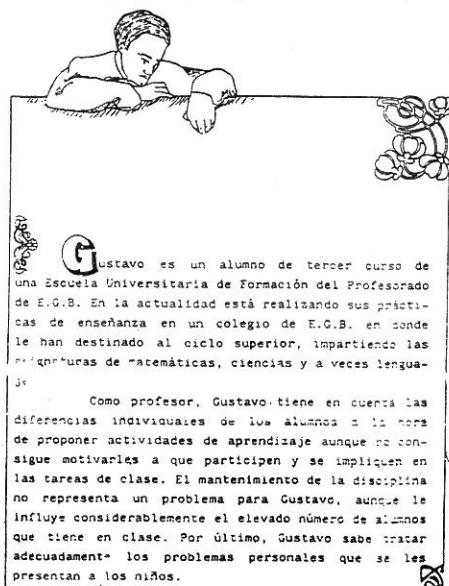 Gustavo es un alumno de tercer curso de
una Escuela Universitaria de Formación del Profesorado
de E.G.B. En la actualidad está realizando sus prácti-
cas de enseñanza en un colegio de E.G.B. en donde
le han destinado al ciclo superior, impartiendo las
asignaturas de matemáticas, ciencias y a veces lengua-
je
Como profesor, Gustavo tiene en cuenta las
diferencias individuales de los alumnos a la hora
de proponer actividades de aprendizaje aunque no con-
sigue motivarles a que participen y se impliquen en
las tareas de clase. El mantenimiento de la disciplina
no representa un problema para Gustavo, aunque le
influye considerablemente el elevado número de alumnos
que tiene en clase. Por último, Gustavo sabe tratar
adecuadamente los problemas personales que se les
presentan a los niños.